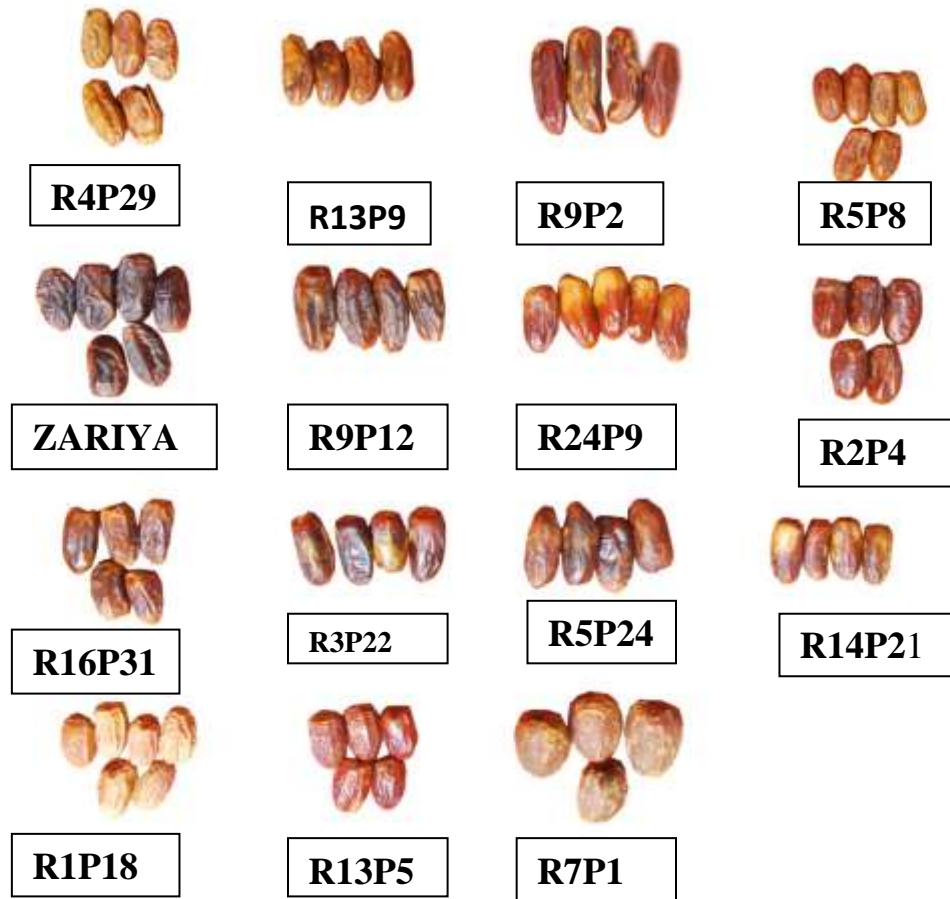 R4P29
R13P9
R9P2
R5P8
ZARIYA
R9P12
R24P9
R2P4
R16P31
R3P22
R5P24
R14P21
R1P18
R13P5
R7P1